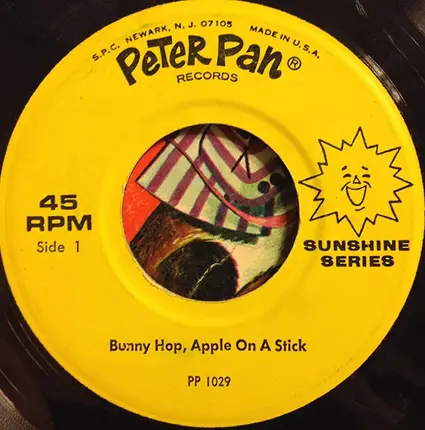 S.P.C. NEWARK, N. J. 07105 MADE IN U.S.A.
PETER PAN®
RECORDS
45
RPM
Side 1
SUNSHINE
SERIES
Bunny Hop, Apple On A Stick
PP 1029